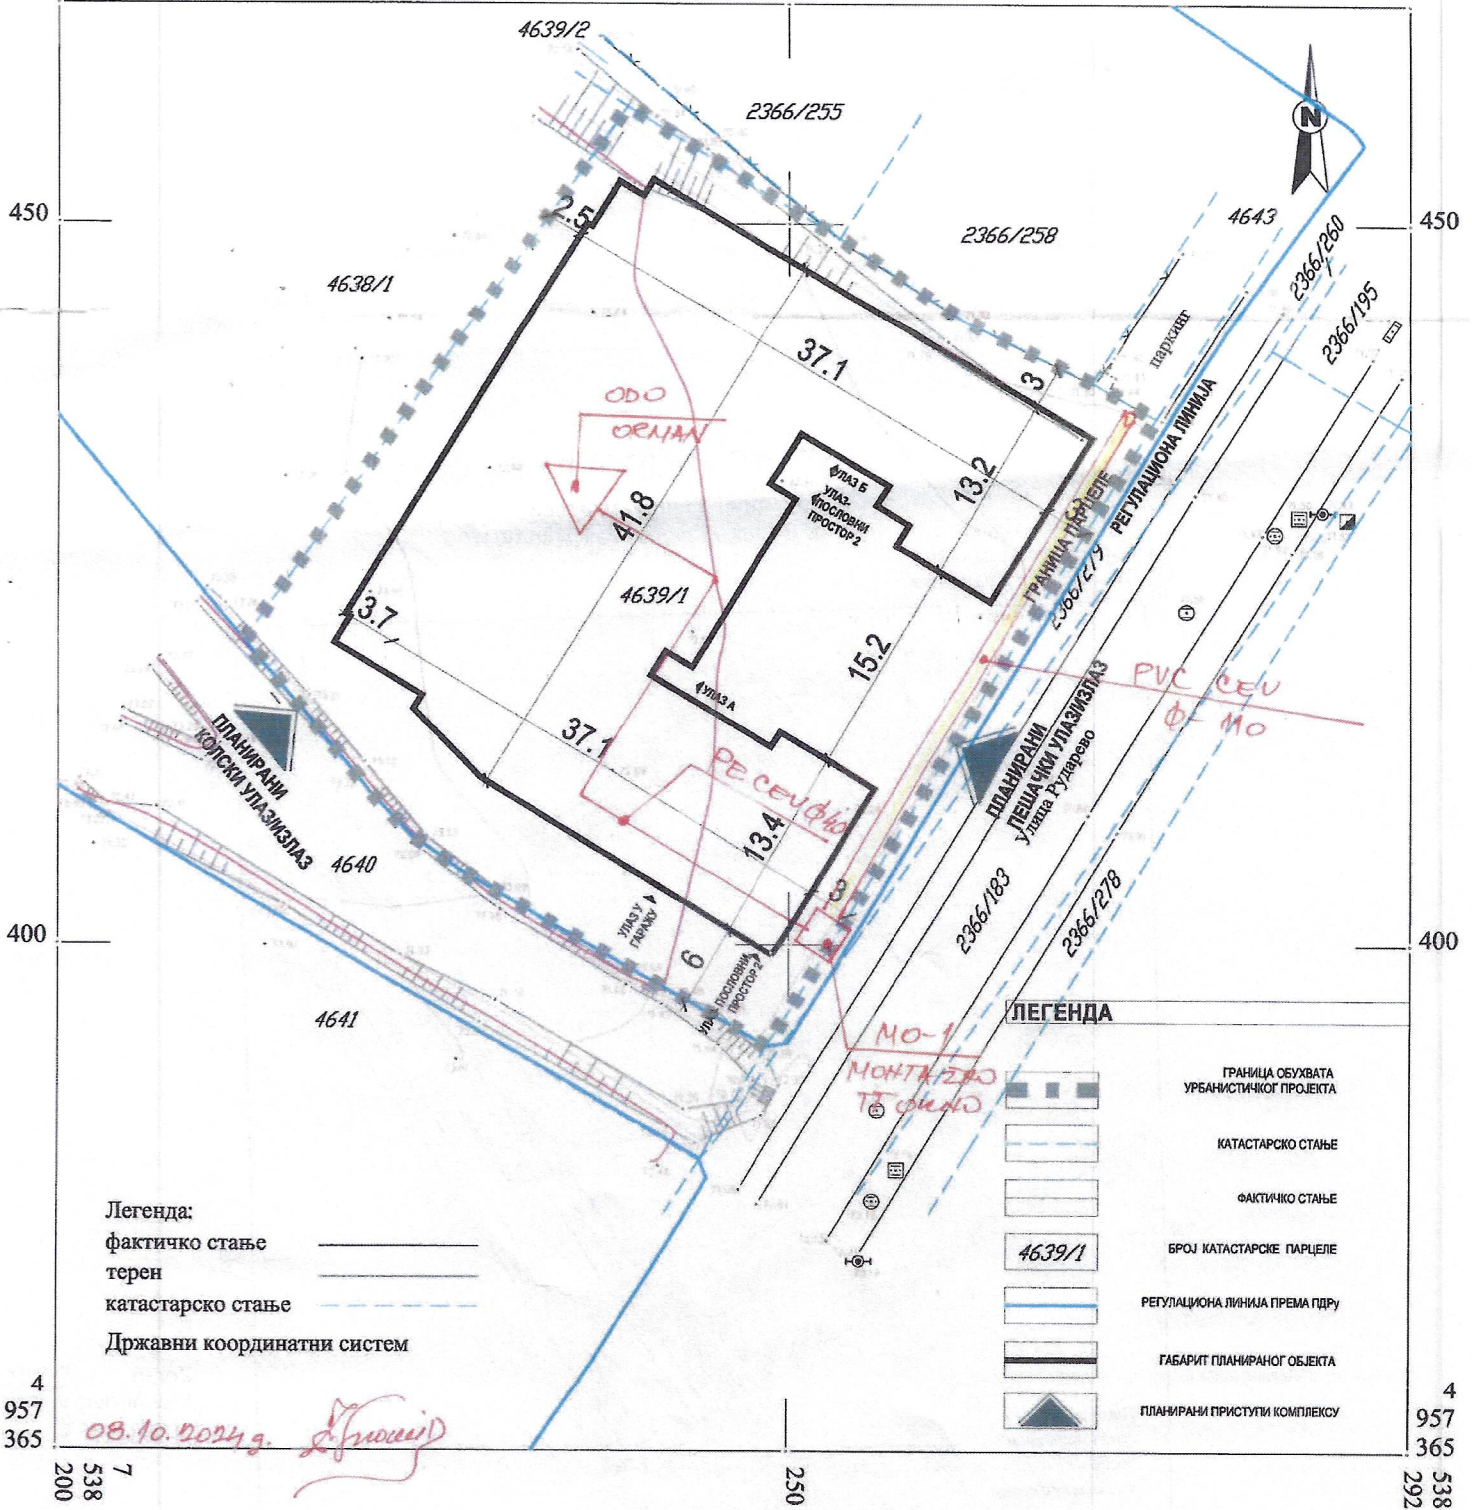 4639/2
2366/255
450
450
2366/258
4643
2366/260
2366/195
4638/1
паркинг
2.5
37.1
3
13.2
41.8
15.2
3.7
37.1
13.4
3
6
ODO
ORMAN
УЛАЗ Б
УЛАЗ-
ПОСЛОВНИ
ПРОСТОР 2
ГРАНИЦА ПАРЦЕЛЕ
РЕГУЛАЦИОНА ЛИНИЈА
2366/279
4639/1
УЛАЗ А
PVC CEV
Ф-110
PE CEV Ф40
ПЛАНИРАНИ
КОЛСКИ УЛАЗ/ИЗЛАЗ
ПЛАНИРАНИ
ПЕШАЧКИ УЛАЗ/ИЗЛАЗ
Улица Рударево
4640
УЛАЗ У
ГАРАЖУ
УЛАЗ ПОСЛОВНИ
ПРОСТОР 2
2366/183
2366/278
400
400
4641
MO-1
ЛЕГЕНДА
ГРАНИЦА ОБУХВАТА
УРБАНИСТИЧКОГ ПРОЈЕКТА
КАТАСТАРСКО СТАЊЕ
ФАКТИЧКО СТАЊЕ
4639/1
БРОЈ КАТАСТАРСКЕ ПАРЦЕЛЕ
РЕГУЛАЦИОНА ЛИНИЈА ПРЕМА ПДРу
ГАБАРИТ ПЛАНИРАНОГ ОБЈЕКТА
ПЛАНИРАНИ ПРИСТУПИ КОМПЛЕКСУ
Легенда:
фактичко стање
терен
катастарско стање
Државни координатни систем
08.10.2024 г.
4
957
365
4
957
365
7
538
200
250
538
292
N